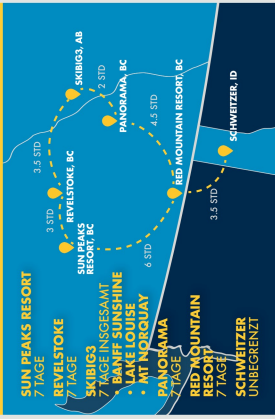 SUN PEAKS RESORT
7 TAGE
REVELSTOKE
7 TAGE
SKIBIG3
7 TAGE INSGESAMT
• BANFF SUNSHINE
• LAKE LOUISE
• MT NORQUAY
PANORAMA
7 TAGE
RED MOUNTAIN
RESORT
7 TAGE
SCHWEITZER
UNBEGRENZT
SUN PEAKS
RESORT, BC
3 STD
REVELSTOKE, BC
3.5 STD
SKIBIG3, AB
2 STD
PANORAMA, BC
4.5 STD
6 STD
RED MOUNTAIN RESORT, BC
3.5 STD
SCHWEITZER, ID